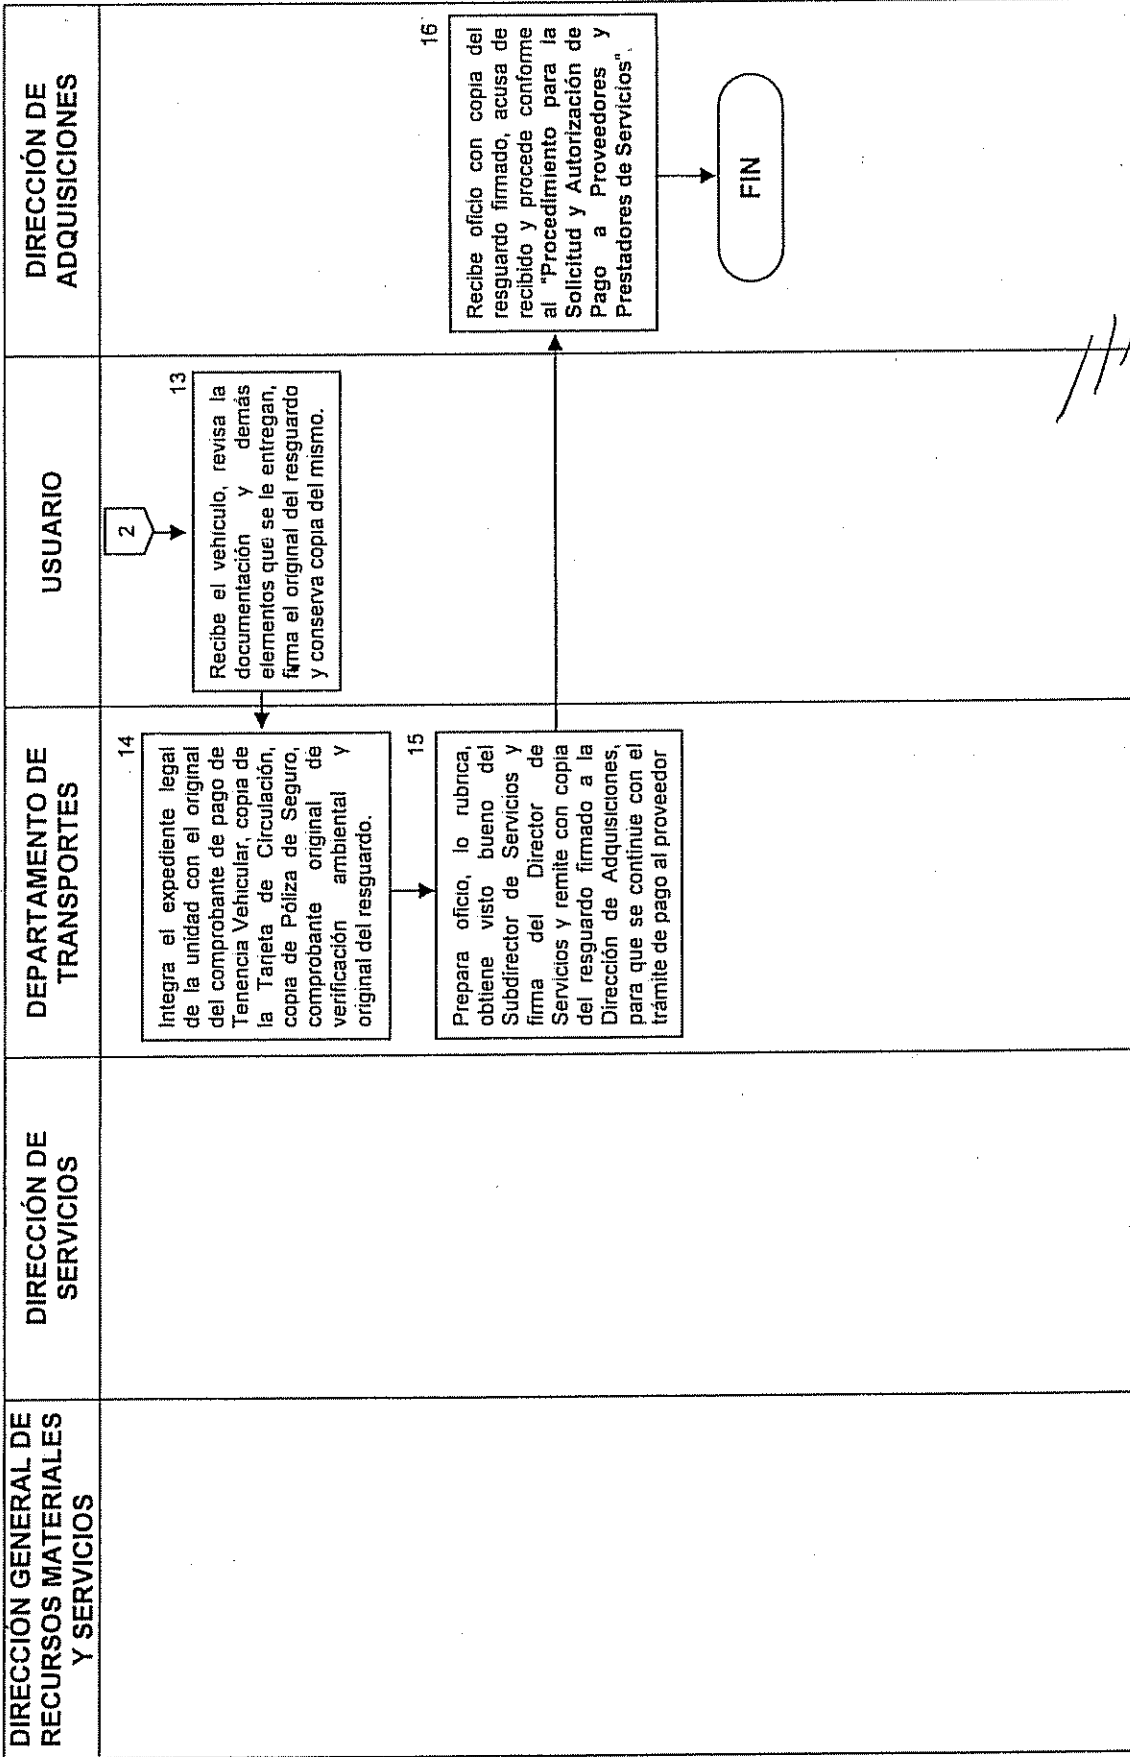 DIRECCIÓN GENERAL DE
RECURSOS MATERIALES
Y SERVICIOS
DIRECCIÓN DE
SERVICIOS
DEPARTAMENTO DE
TRANSPORTES
USUARIO
DIRECCIÓN DE
ADQUISICIONES
2
13
Recibe el vehículo, revisa la
documentación y demás
elementos que se le entregan,
firma el original del resguardo
y conserva copia del mismo.
14
Integra el expediente legal
de la unidad con el original
del comprobante de pago de
Tenencia Vehicular, copia de
la Tarjeta de Circulación,
copia de Póliza de Seguro,
comprobante original de
verificación ambiental y
original del resguardo.
15
Prepara oficio, lo rubrica,
obtiene visto bueno del
Subdirector de Servicios y
firma del Director de
Servicios y remite con copia
del resguardo firmado a la
Dirección de Adquisiciones,
para que se continue con el
trámite de pago al proveedor
16
Recibe oficio con copia del
resguardo firmado, acusa de
recibido y procede conforme
al "Procedimiento para la
Solicitud y Autorización de
Pago a Proveedores y
Prestadores de Servicios".
FIN